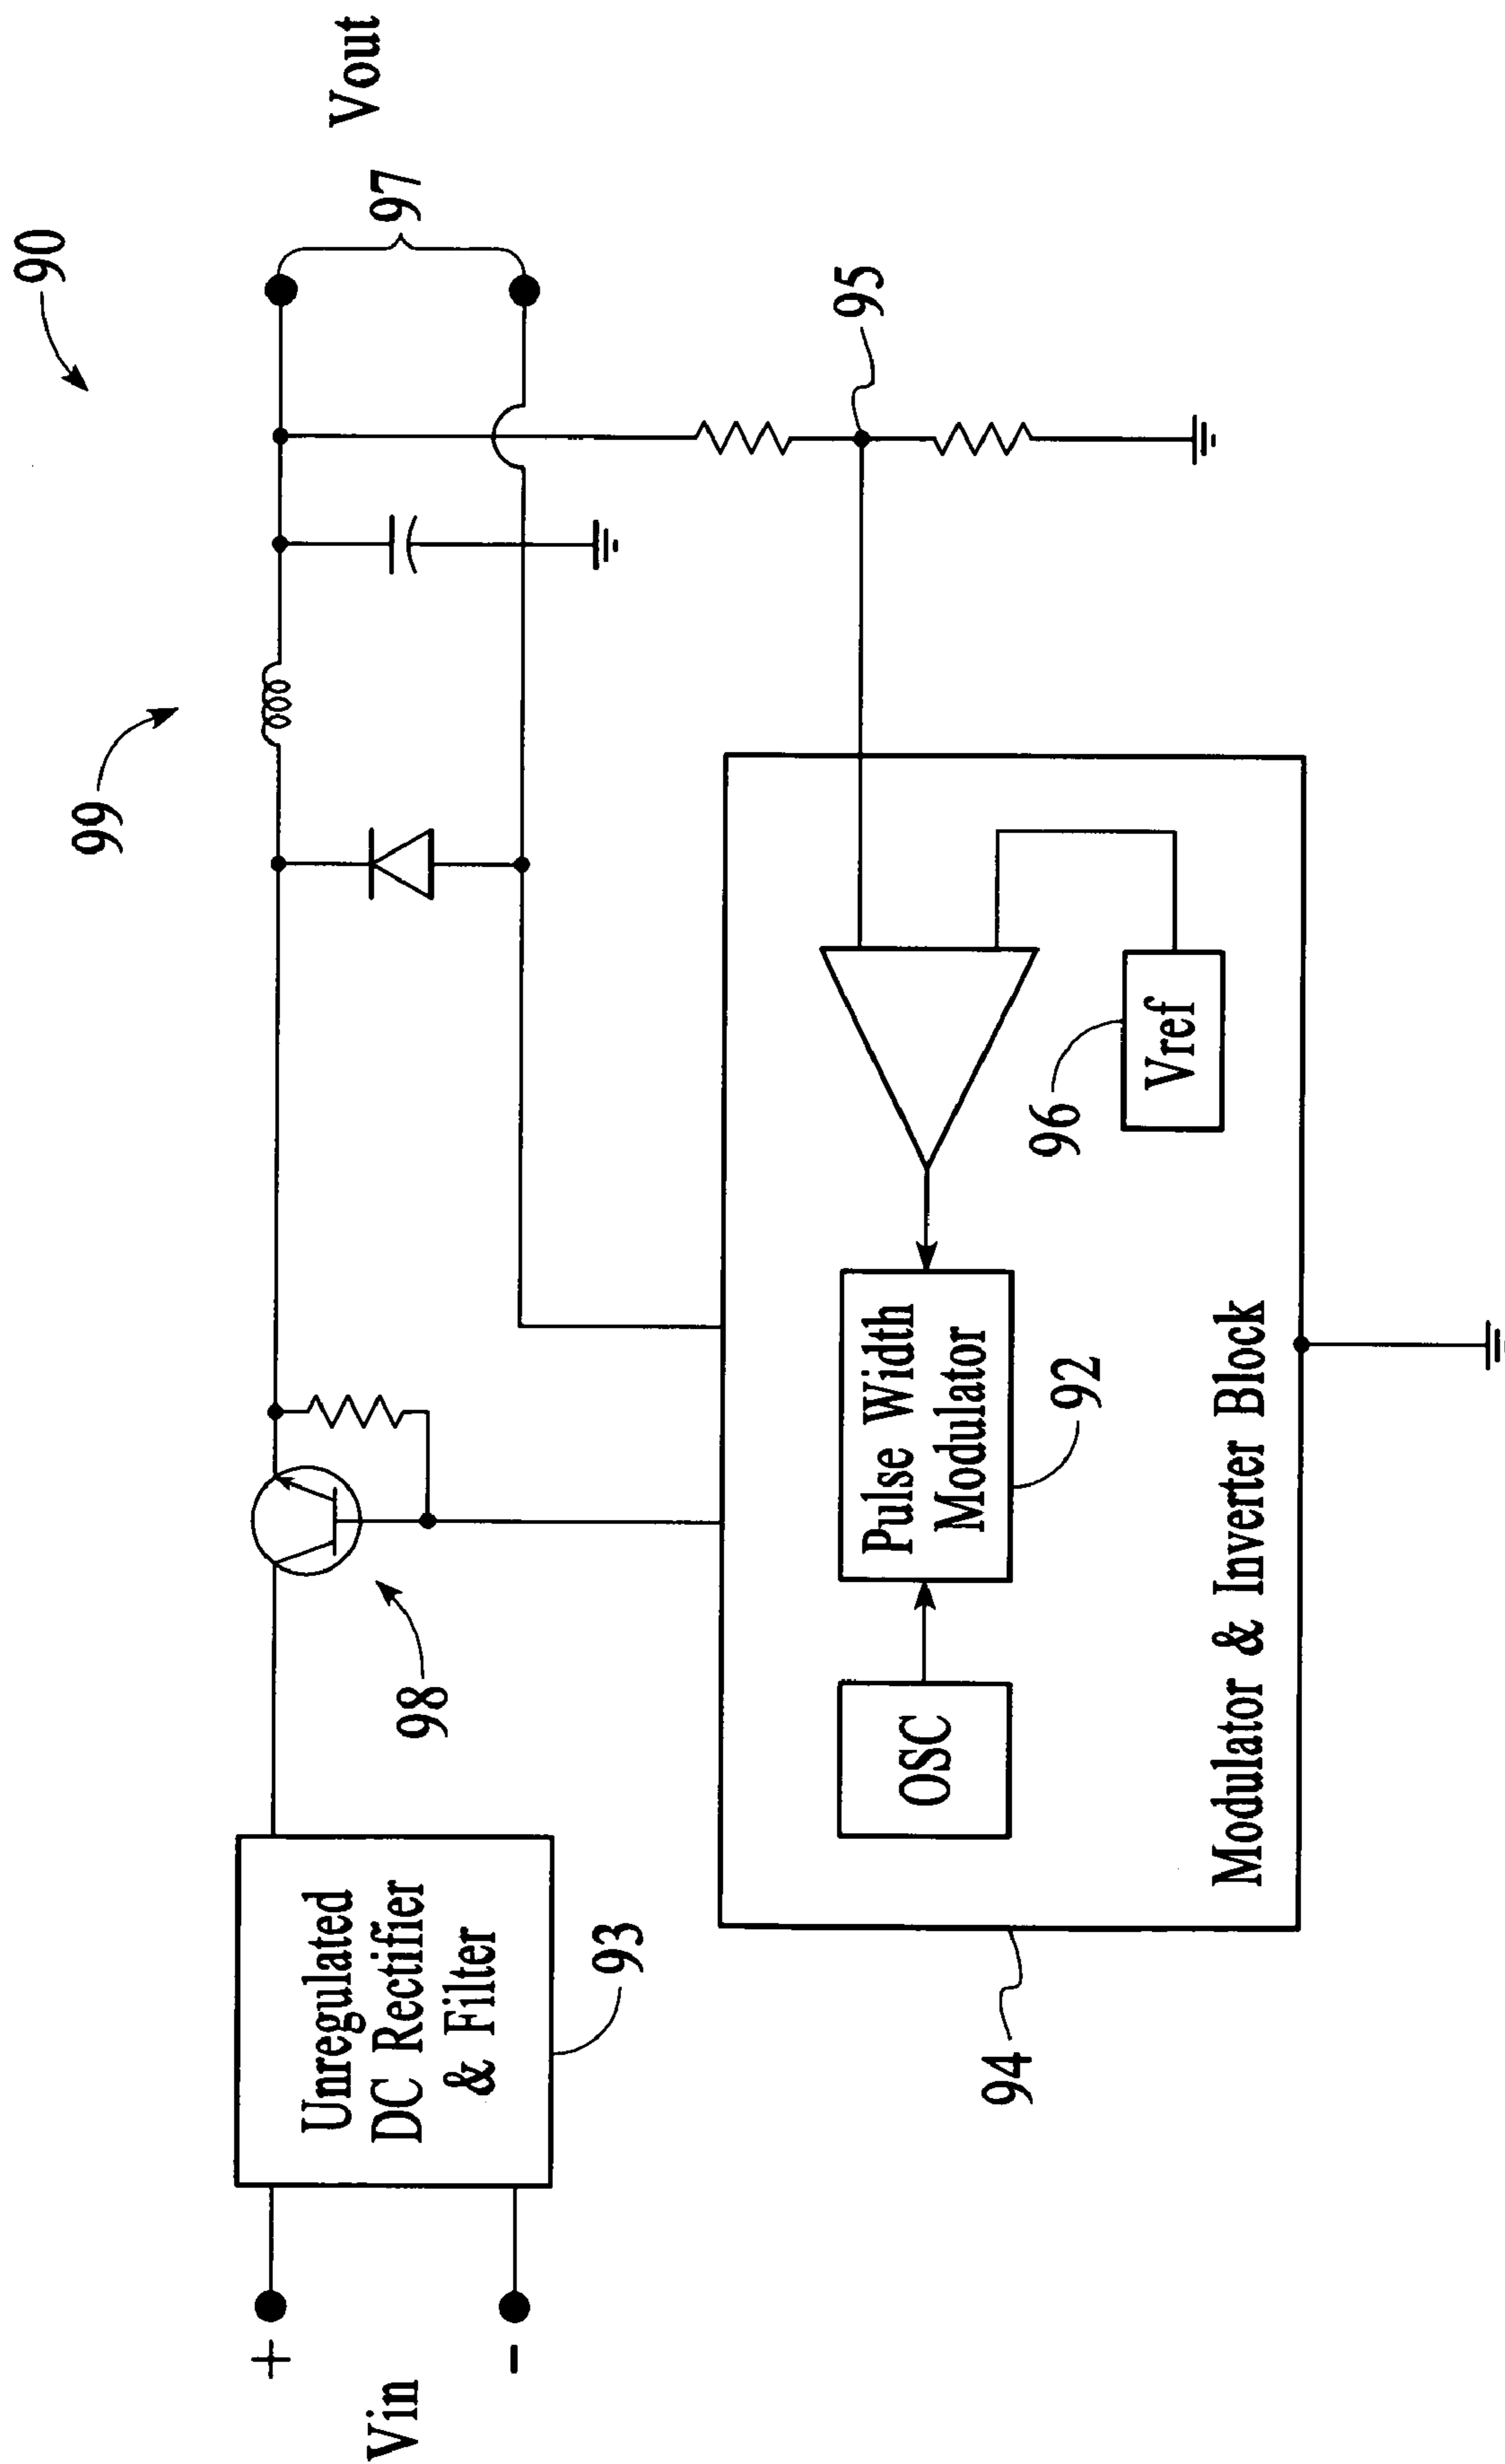 90
99
Vin
+
-
Unregulated
DC Rectifier
& Filter
93
98
97
Vout
94
OSC
Pulse Width
Modulator
92
95
96
Vref
Modulator & Inverter Block